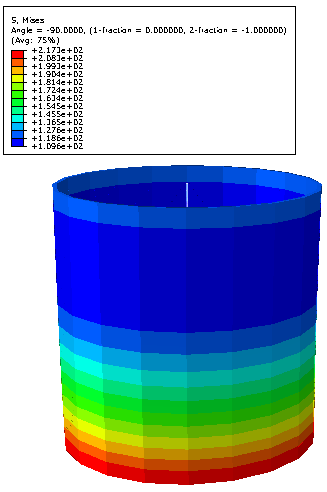 S, Mises
Angle = -90.0000, (1-fraction = 0.000000, 2-fraction = -1.000000)
(Avg: 75%)
+2.173e+02
+2.083e+02
+1.993e+02
+1.904e+02
+1.814e+02
+1.724e+02
+1.634e+02
+1.545e+02
+1.455e+02
+1.365e+02
+1.276e+02
+1.186e+02
+1.096e+02